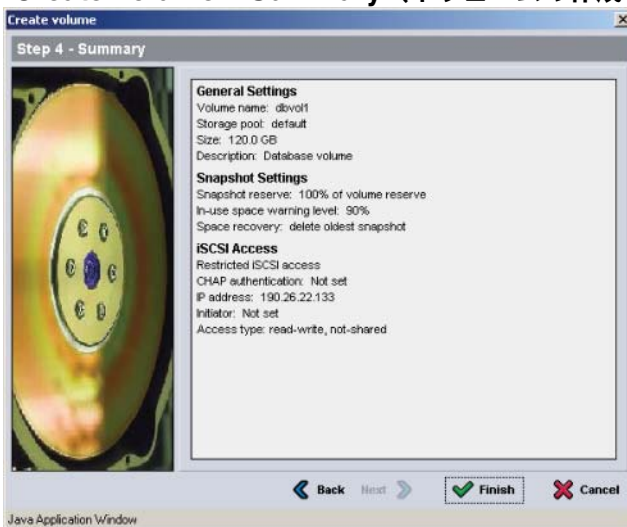 Create volume
Step 4 - Summary
General Settings
Volume name: dbvol1
Storage pool: default
Size: 120.0 GB
Description: Database volume
Snapshot Settings
Snapshot reserve: 100% of volume reserve
In-use space warning level: 90%
Space recovery: delete oldest snapshot
iSCSI Access
Restricted iSCSI access
CHAP authentication: Not set
IP address: 190.26.22.133
Initiator: Not set
Access type: read-write, not-shared
Back Next Finish Cancel
Java Application Window